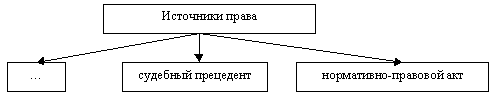 Источники права
...
судебный прецедент
нормативно-правовой акт